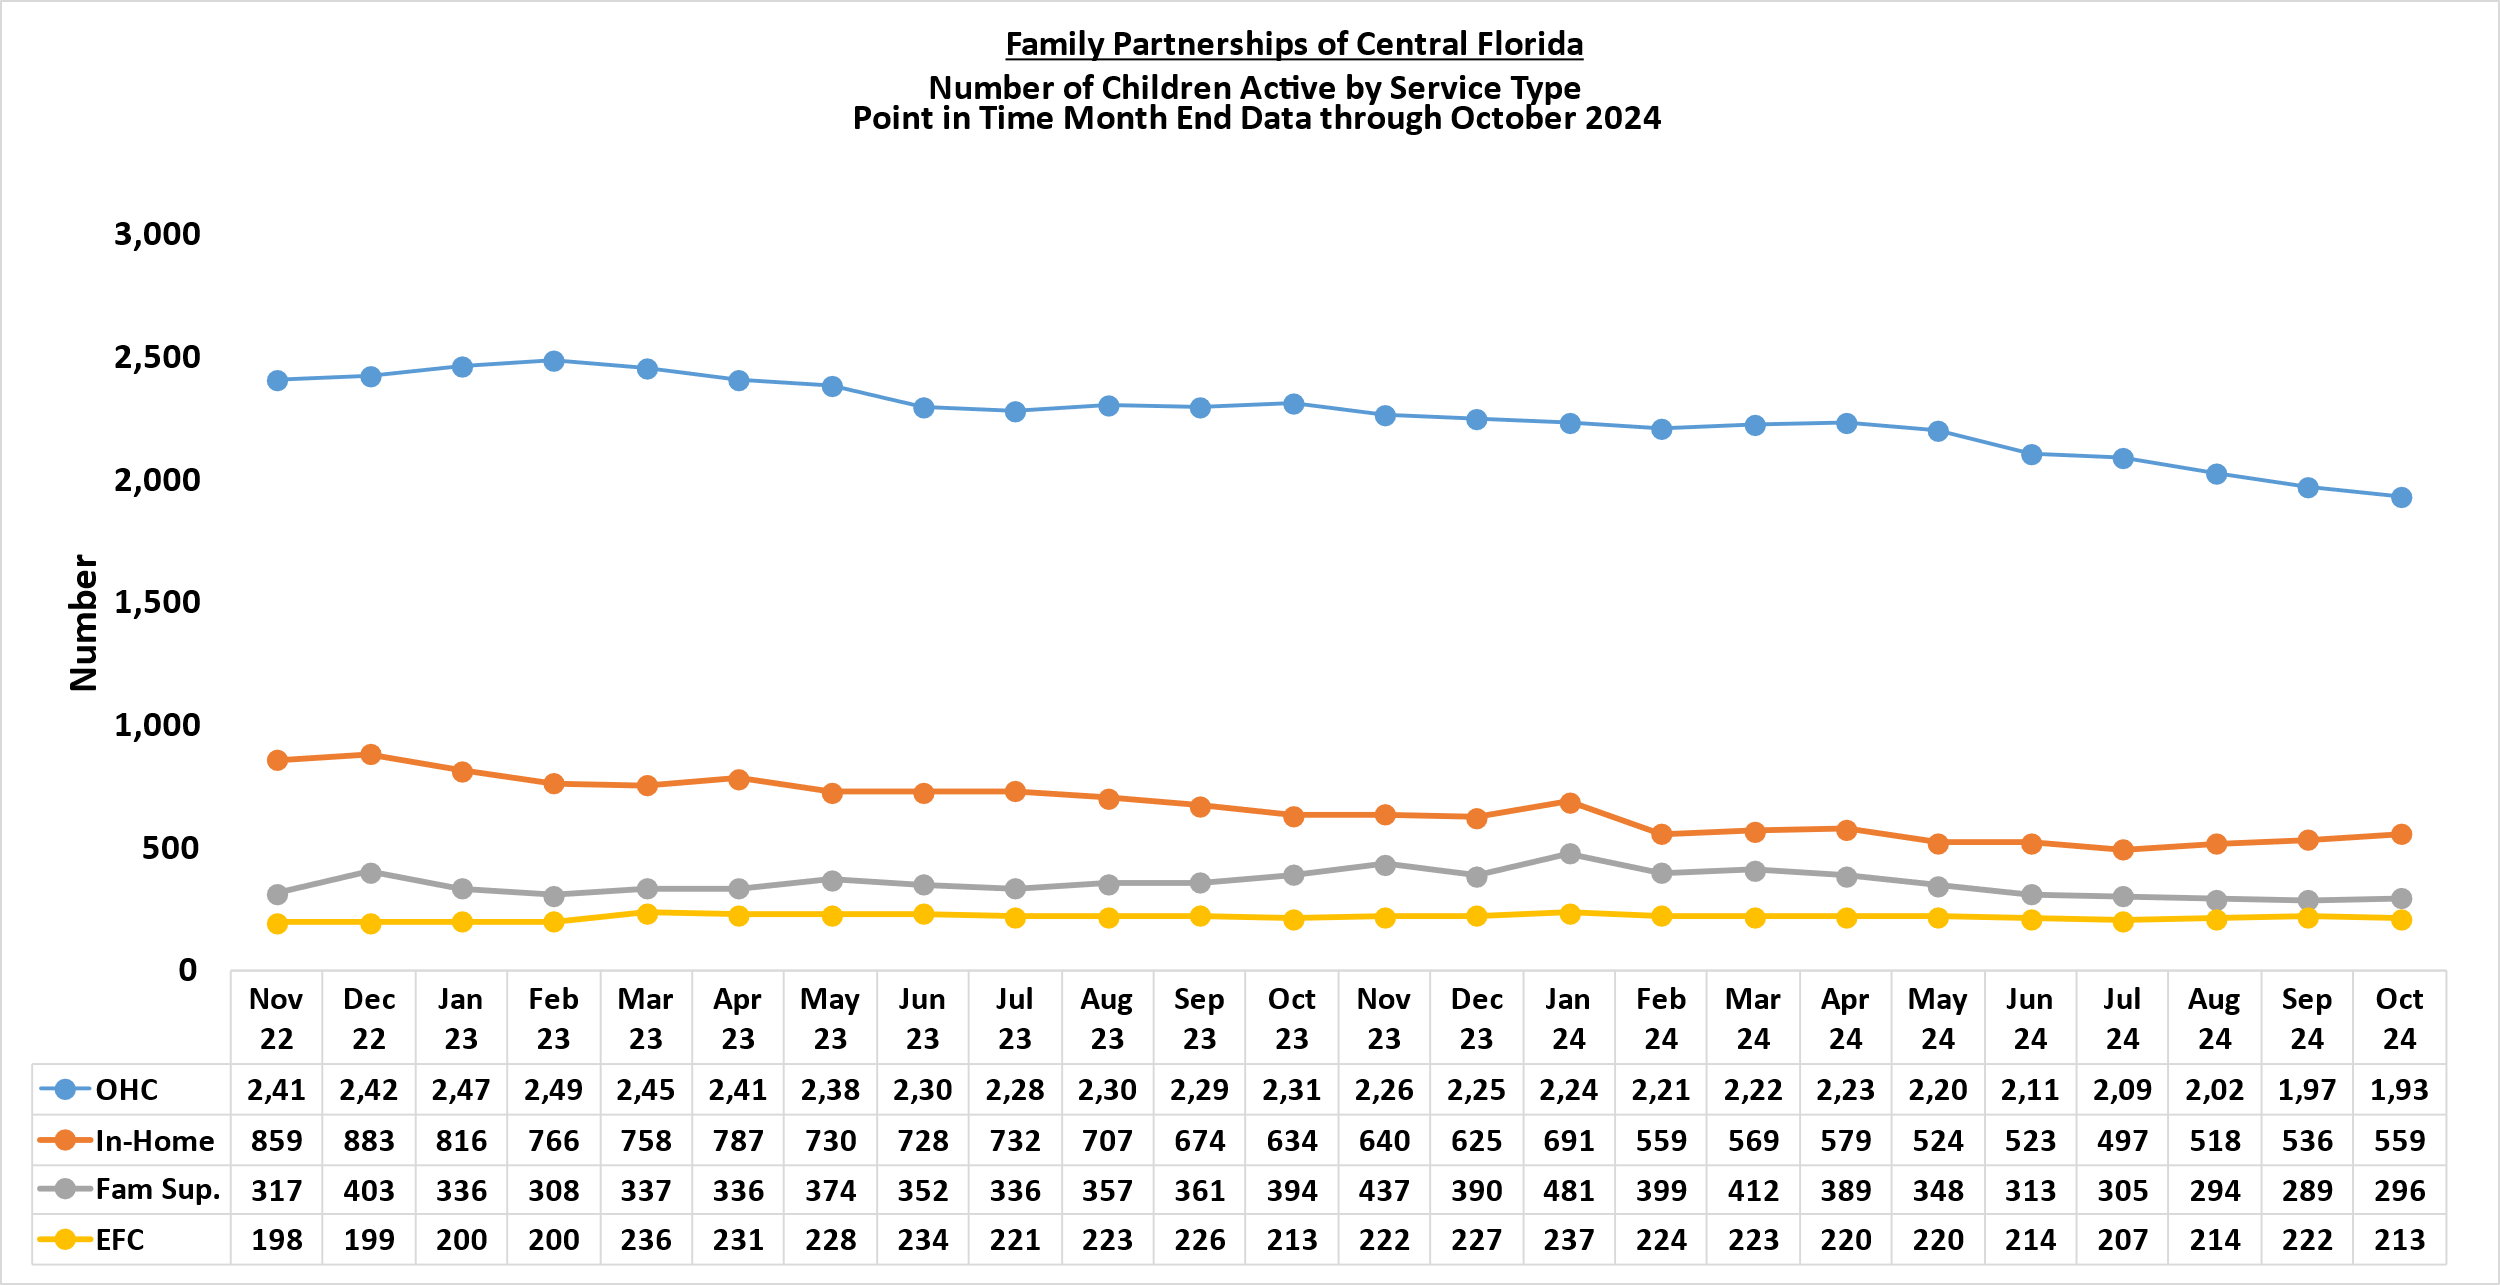 Family Partnerships of Central Florida
Number of Children Active by Service Type
Point in Time Month End Data through October 2024
3,000
2,500
2,000
1,500
1,000
500
0
Number
Nov Dec Jan Feb Mar Apr May Jun Jul Aug Sep Oct Nov Dec Jan Feb Mar Apr May Jun Jul Aug Sep Oct
22 22 23 23 23 23 23 23 23 23 23 23 23 23 24 24 24 24 24 24 24 24 24 24
OHC 2,41 2,42 2,47 2,49 2,45 2,41 2,38 2,30 2,28 2,30 2,29 2,31 2,26 2,25 2,24 2,21 2,22 2,23 2,20 2,11 2,09 2,02 1,97 1,93
In-Home 859 883 816 766 758 787 730 728 732 707 674 634 640 625 691 559 569 579 524 523 497 518 536 559
Fam Sup. 317 403 336 308 337 336 374 352 336 357 361 394 437 390 481 399 412 389 348 313 305 294 289 296
EFC 198 199 200 200 236 231 228 234 221 223 226 213 222 227 237 224 223 220 220 214 207 214 222 213